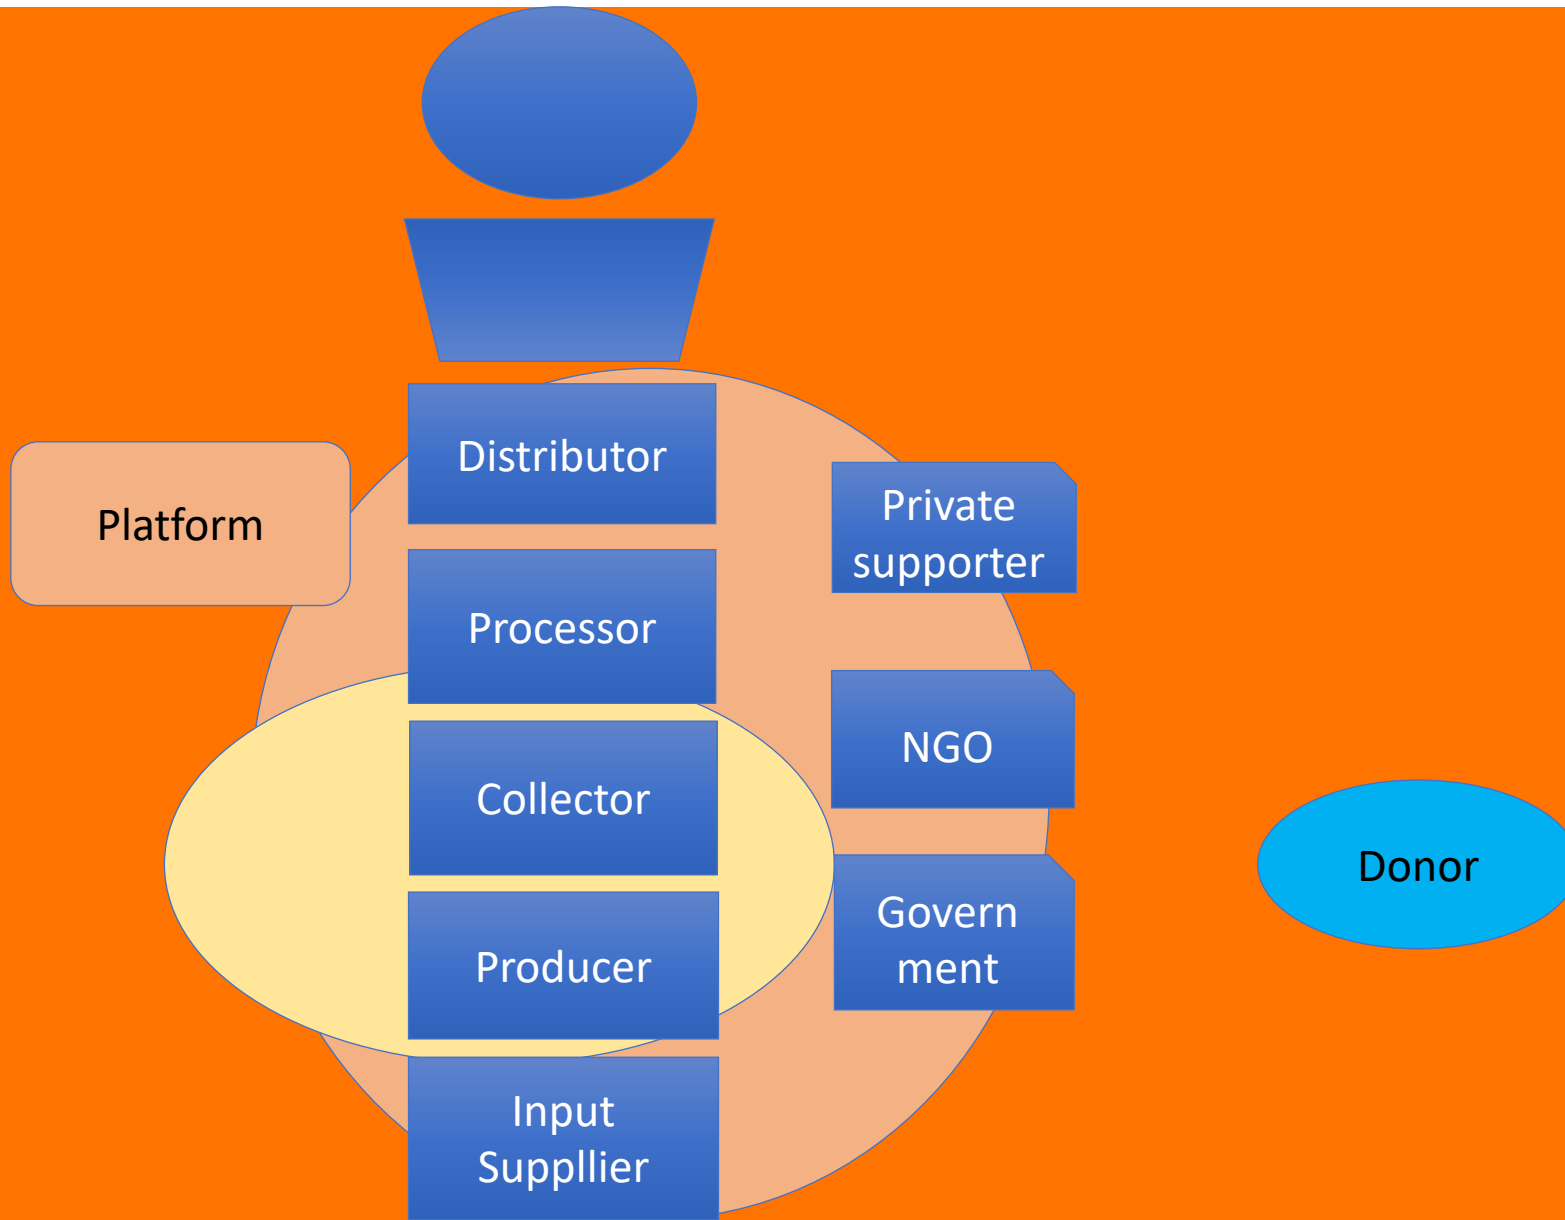 Distributor
Platform
Private
supporter
Processor
NGO
Collector
Donor
Govern
ment
Producer
Input
Suppllier